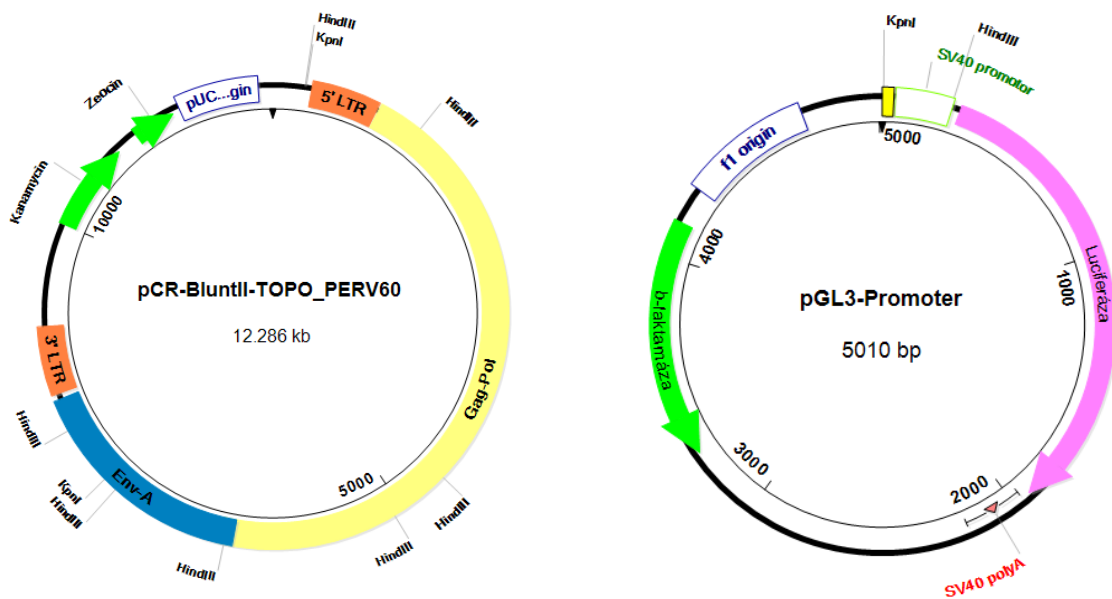 HindIII
KpnI
Zeocin
pUC...gin
5' LTR
HindIII
Kanamycin
10000
pCR-BluntII-TOPO_PERV60
12.286 kb
3' LTR
Gag-Pol
HindIII
KpnI
HindIII
Env-A
5000
HindIII
HindIII
HindIII
KpnI
HindIII
SV40 promotor
f1 origin
5000
4000
1000
Luciferáza
pGL3-Promoter
5010 bp
b-laktamáza
3000
2000
SV40 polyA